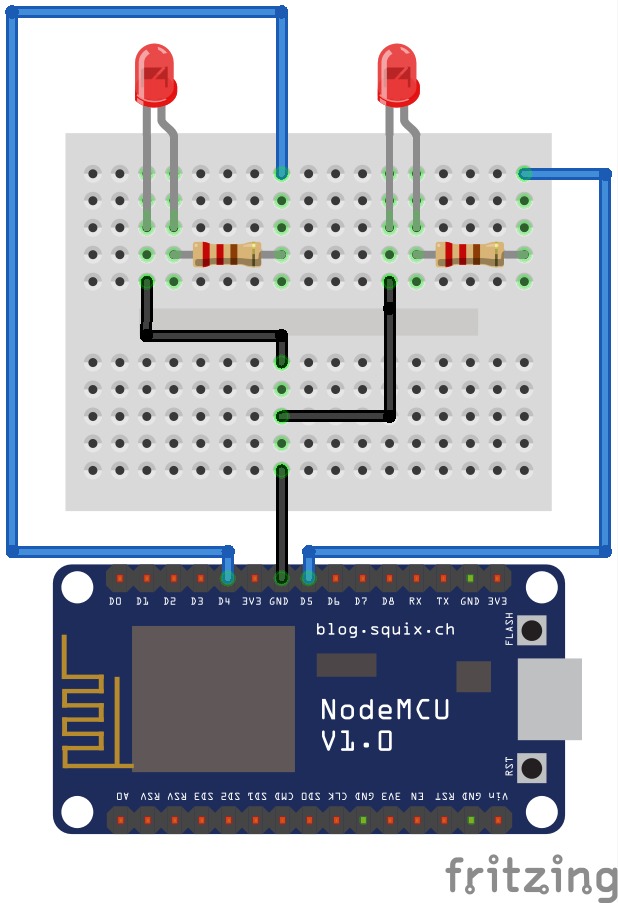 D0 D1 D2 D3 D4 3V3 GND D5 D6 D7 D8 RX TX GND 3V3
blog.squix.ch
FLASH
NodeMCU
V1.0
RST
A0 RSV RSV SD3 SD2 SD1 CMD SD0 CLK GND 3V3 EN RST GND Vin
fritzing